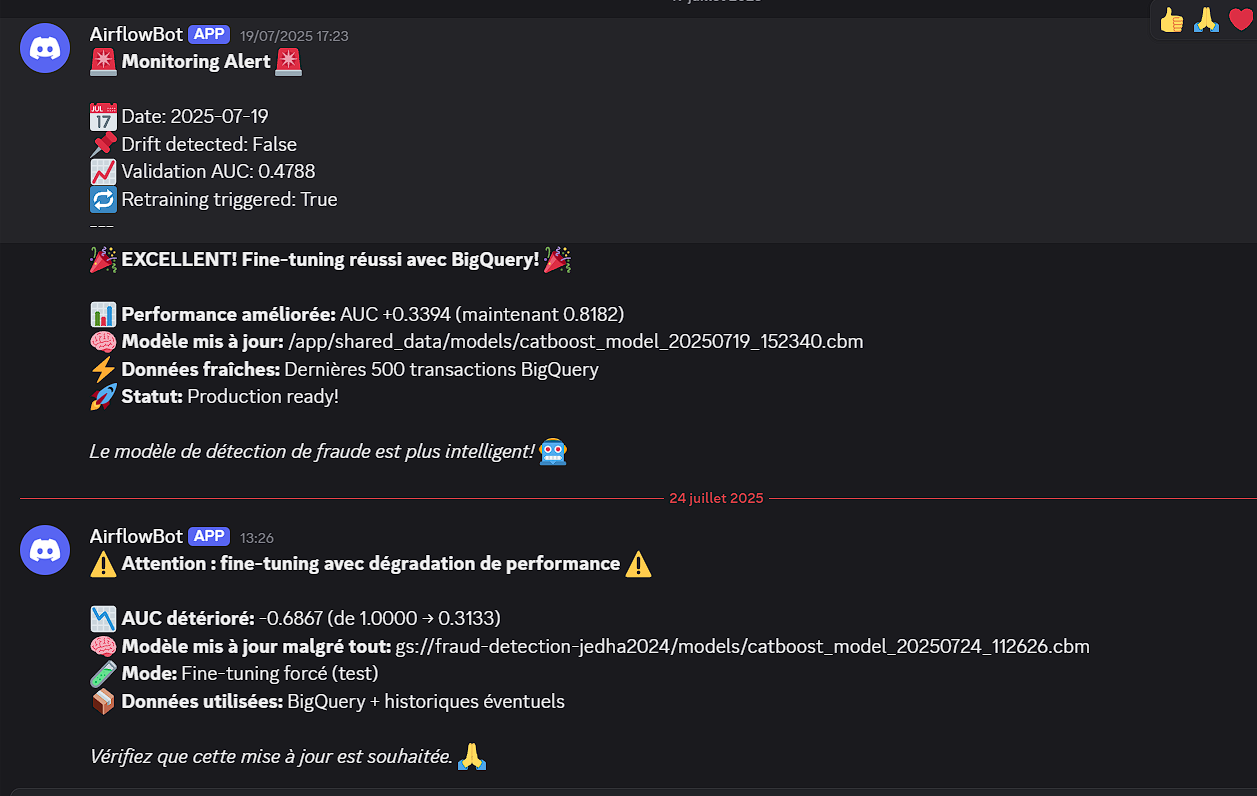 AirflowBot APP 19/07/2025 17:23
🚨 Monitoring Alert 🚨
📅 Date: 2025-07-19
📌 Drift detected: False
📈 Validation AUC: 0.4788
🔁 Retraining triggered: True
---
🎉 EXCELLENT! Fine-tuning réussi avec BigQuery! 🎉
📊 Performance améliorée: AUC +0.3394 (maintenant 0.8182)
🧠 Modèle mis à jour: /app/shared_data/models/catboost_model_20250719_152340.cbm
⚡ Données fraîches: Dernières 500 transactions BigQuery
🚀 Statut: Production ready!
Le modèle de détection de fraude est plus intelligent! 🤖
24 juillet 2025
AirflowBot APP 13:26
⚠️ Attention : fine-tuning avec dégradation de performance ⚠️
📉 AUC détérioré: -0.6867 (de 1.0000 → 0.3133)
🧠 Modèle mis à jour malgré tout: gs://fraud-detection-jedha2024/models/catboost_model_20250724_112626.cbm
🧪 Mode: Fine-tuning forcé (test)
📦 Données utilisées: BigQuery + historiques éventuels
Vérifiez que cette mise à jour est souhaitée. 🙏